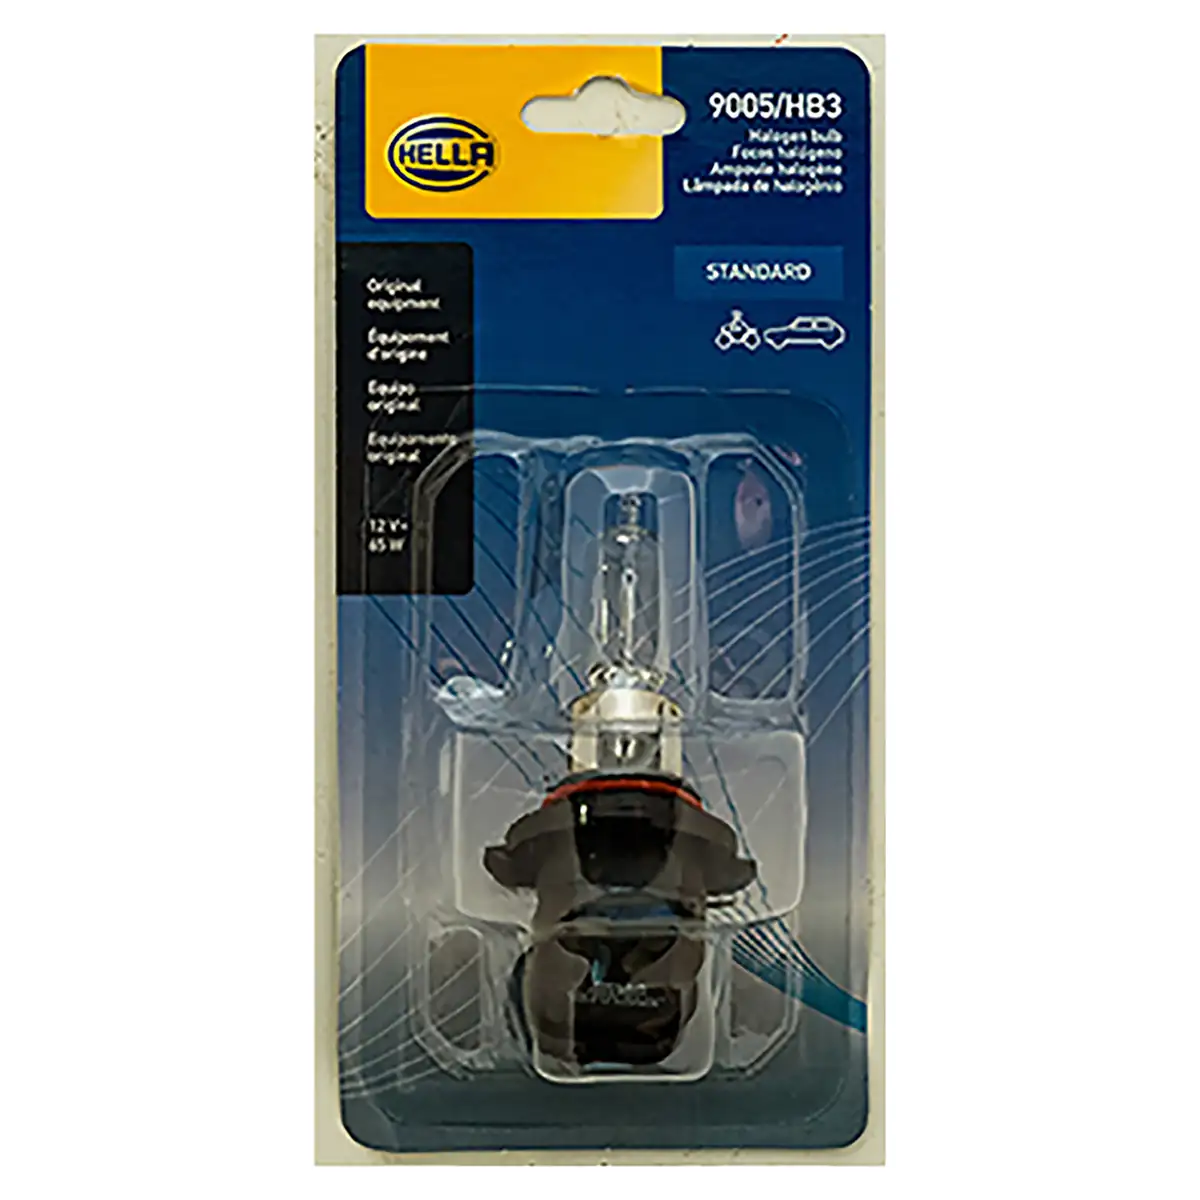 HELLA
9005/HB3
Halogen bulb
Focos halógeno
Ampoule halogène
Lâmpada de halogênio
STANDARD
Original
equipment
Équipement
d'origine
Equipo
original
Equipamento
original
12 V
65 W